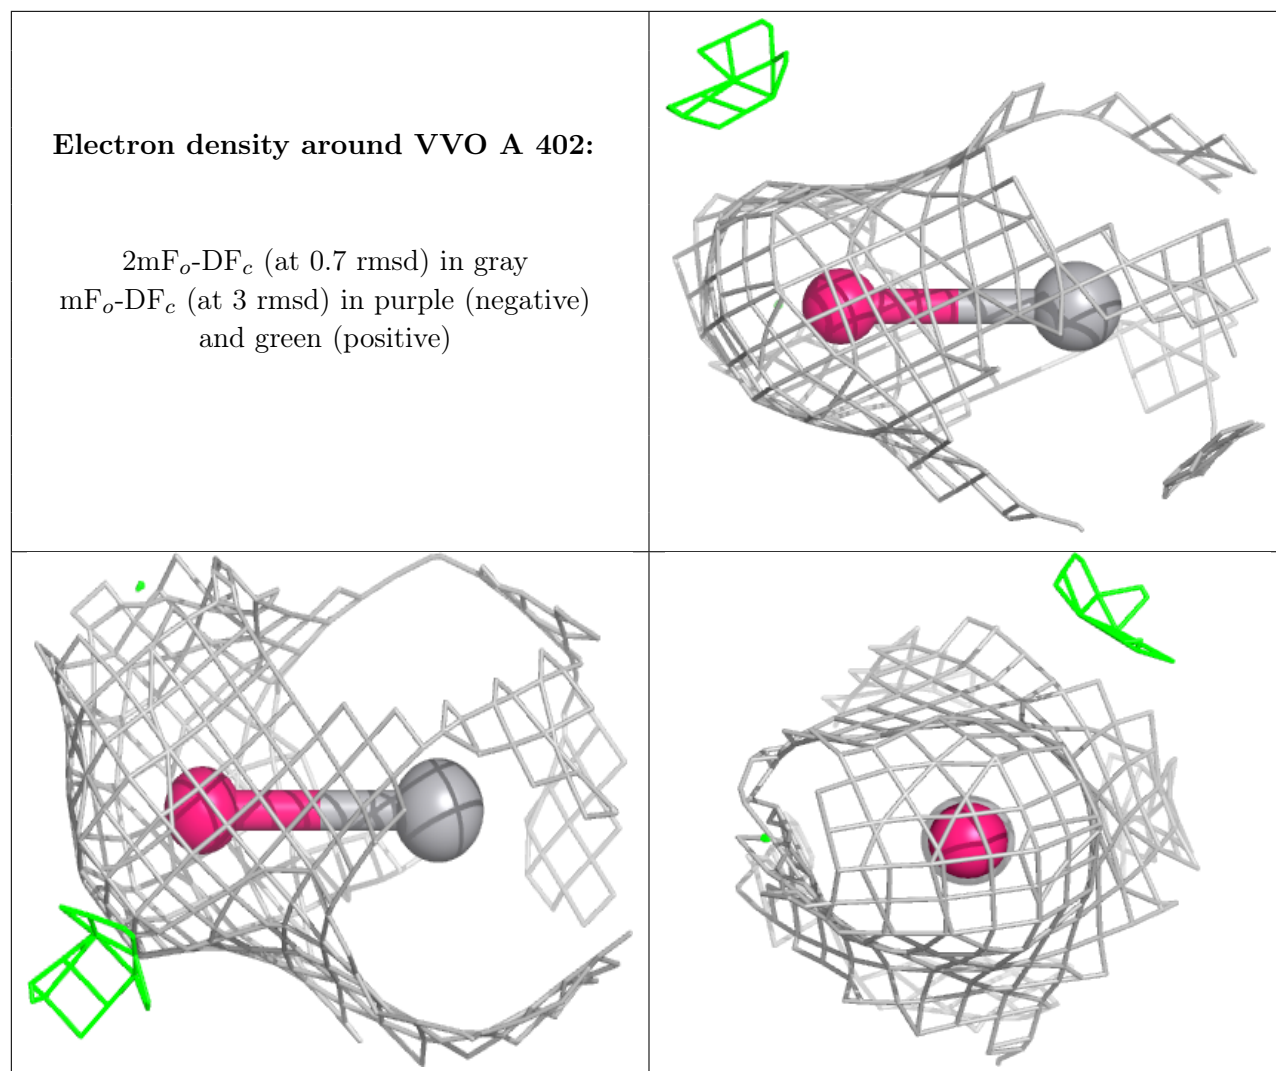 Electron density around VVO A 402:
2mFo-DFc (at 0.7 rmsd) in gray
mFo-DFc (at 3 rmsd) in purple (negative)
and green (positive)